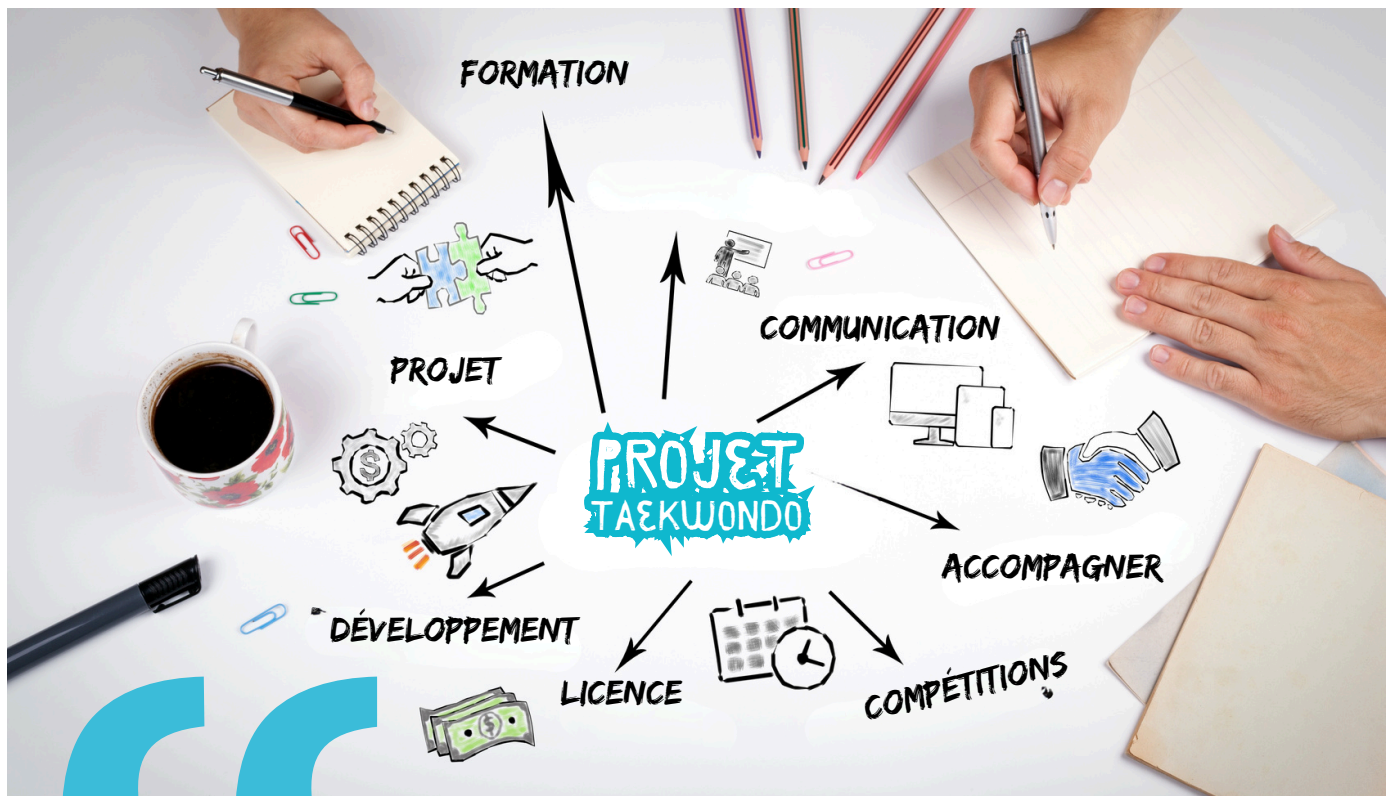 FORMATION
COMMUNICATION
PROJET
PROJET
TAEKWONDO
ACCOMPAGNER
DÉVELOPPEMENT
LICENCE
COMPÉTITIONS